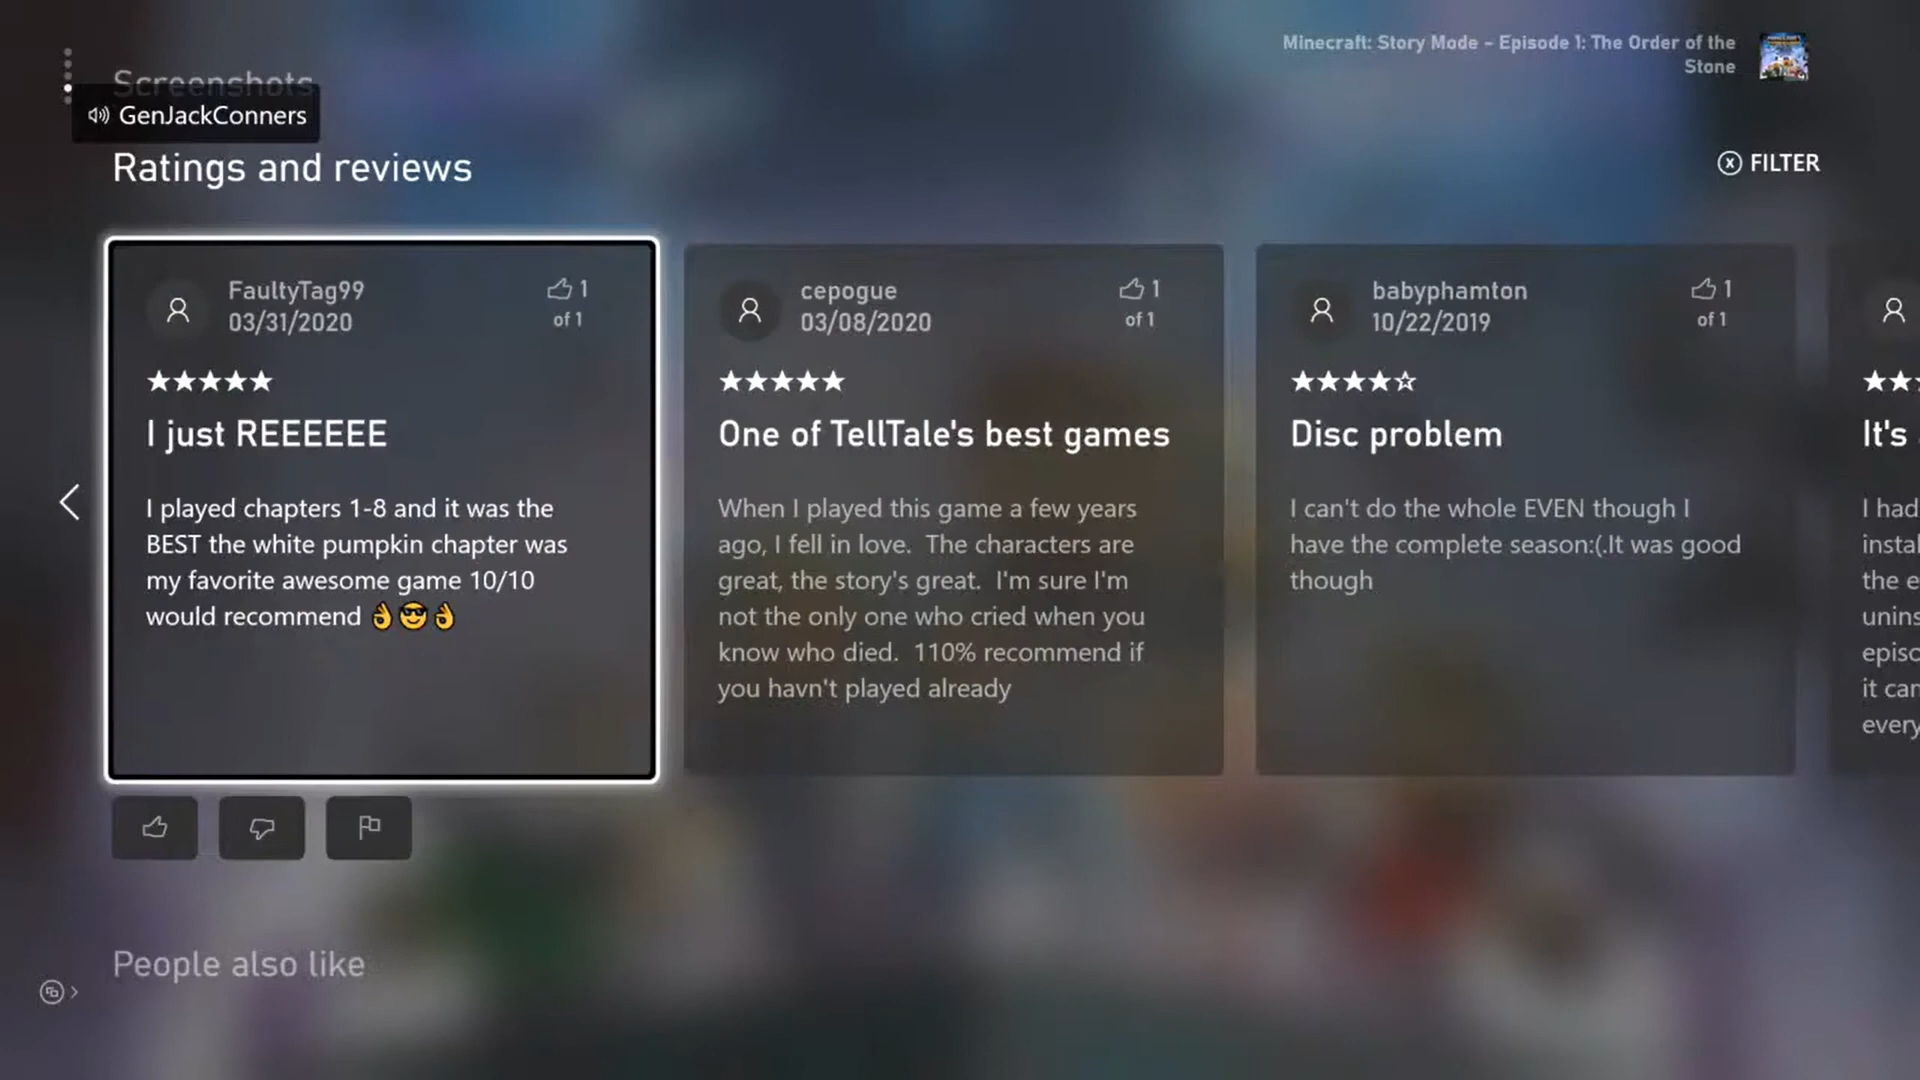 Minecraft: Story Mode - Episode 1: The Order of the
Stone
Screenshots
GenJackConners
Ratings and reviews
FILTER
FaultyTag99
03/31/2020
1
of 1
I just REEEEEE
I played chapters 1-8 and it was the
BEST the white pumpkin chapter was
my favorite awesome game 10/10
would recommend 👌😎👌
cepogue
03/08/2020
1
of 1
One of TellTale's best games
When I played this game a few years
ago, I fell in love.  The characters are
great, the story's great.  I'm sure I'm
not the only one who cried when you
know who died.  110% recommend if
you havn't played already
babyphamton
10/22/2019
1
of 1
Disc problem
I can't do the whole EVEN though I
have the complete season:(.It was good
though
It's
I had
instal
the e
unins
episo
it can
every
People also like